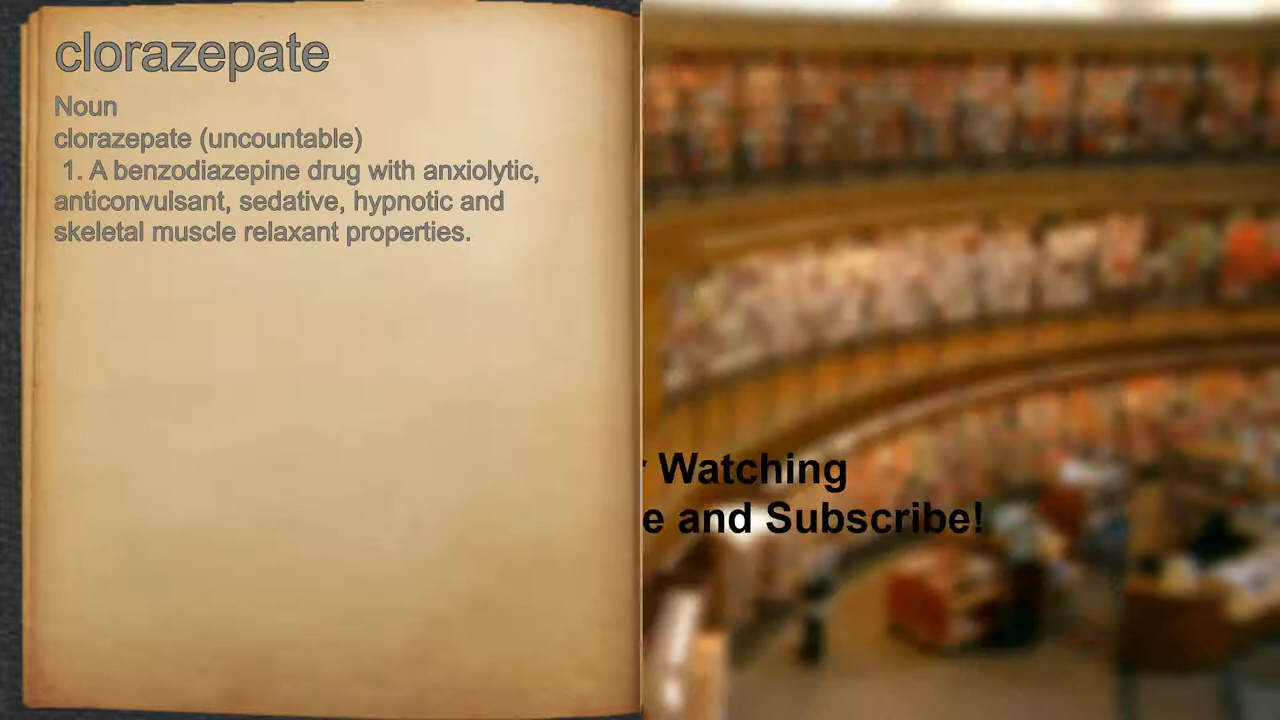 clorazepate
Noun
clorazepate (uncountable)
1. A benzodiazepine drug with anxiolytic,
anticonvulsant, sedative, hypnotic and
skeletal muscle relaxant properties.
Watching
e and Subscribe!